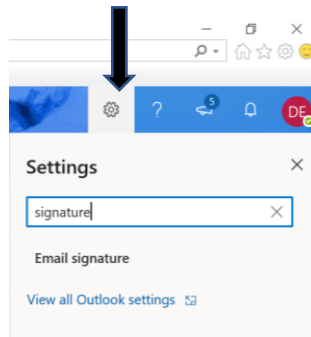 ? 5 DE
Settings
signature
Email signature
View all Outlook settings